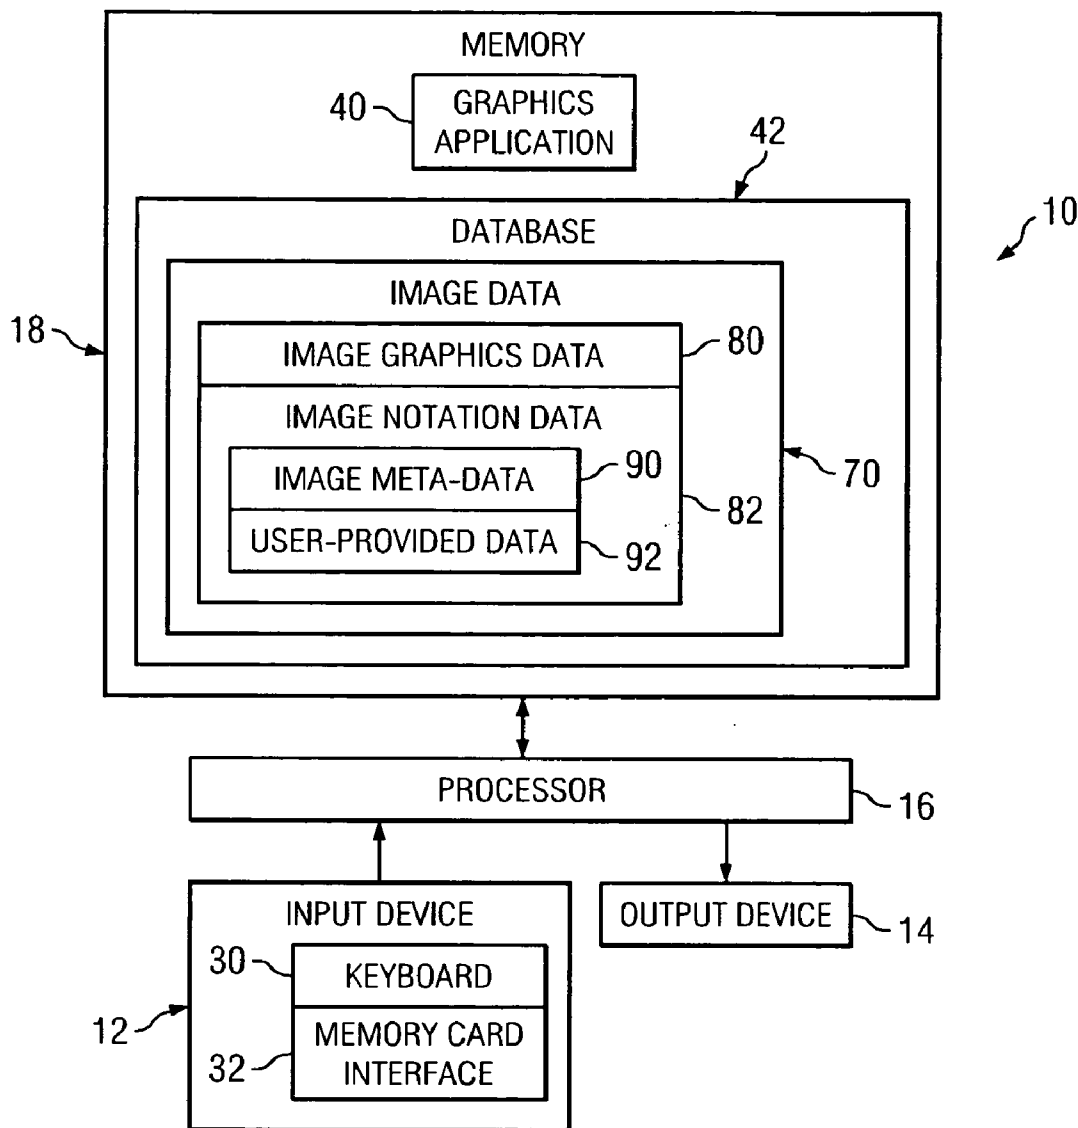 MEMORY
40
GRAPHICS
APPLICATION
42
10
DATABASE
IMAGE DATA
18
IMAGE GRAPHICS DATA
80
IMAGE NOTATION DATA
IMAGE META-DATA
90
70
82
USER-PROVIDED DATA
92
PROCESSOR
16
INPUT DEVICE
OUTPUT DEVICE
14
30
KEYBOARD
12
32
MEMORY CARD
INTERFACE